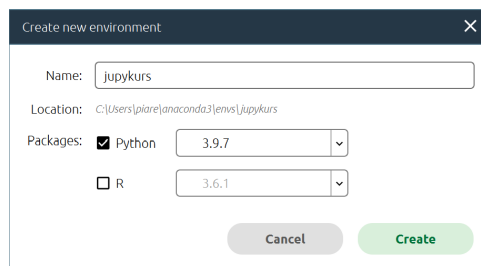 Create new environment
Name: jupykurs
Location: C:\Users\piare\anaconda3\envs\jupykurs
Packages: Python 3.9.7
R 3.6.1
Cancel Create